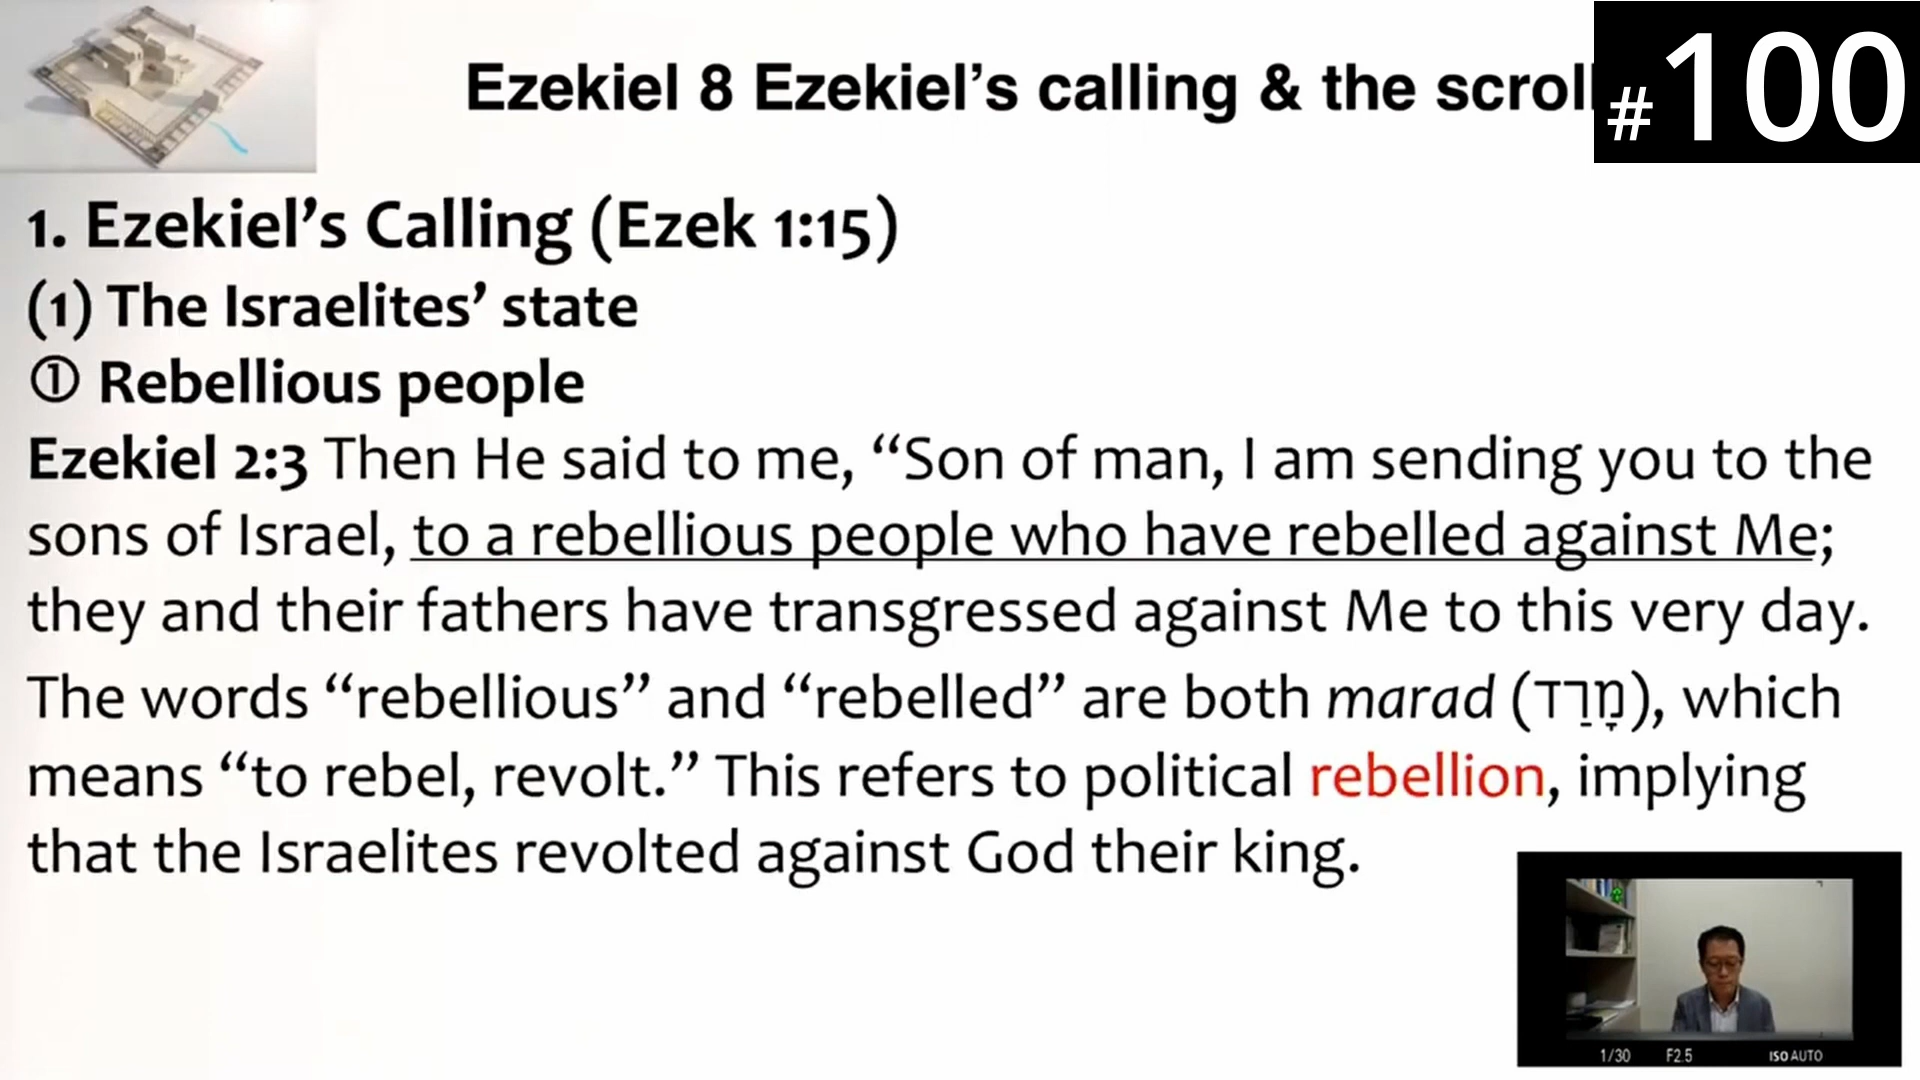 Ezekiel 8 Ezekiel’s calling & the scroll
#100
1. Ezekiel’s Calling (Ezek 1:15)
(1) The Israelites’ state
① Rebellious people
Ezekiel 2:3 Then He said to me, “Son of man, I am sending you to the
sons of Israel, to a rebellious people who have rebelled against Me;
they and their fathers have transgressed against Me to this very day.
The words “rebellious” and “rebelled” are both marad (מָרַד), which
means “to rebel, revolt.” This refers to political rebellion, implying
that the Israelites revolted against God their king.
1/30 F2.5 ISO AUTO